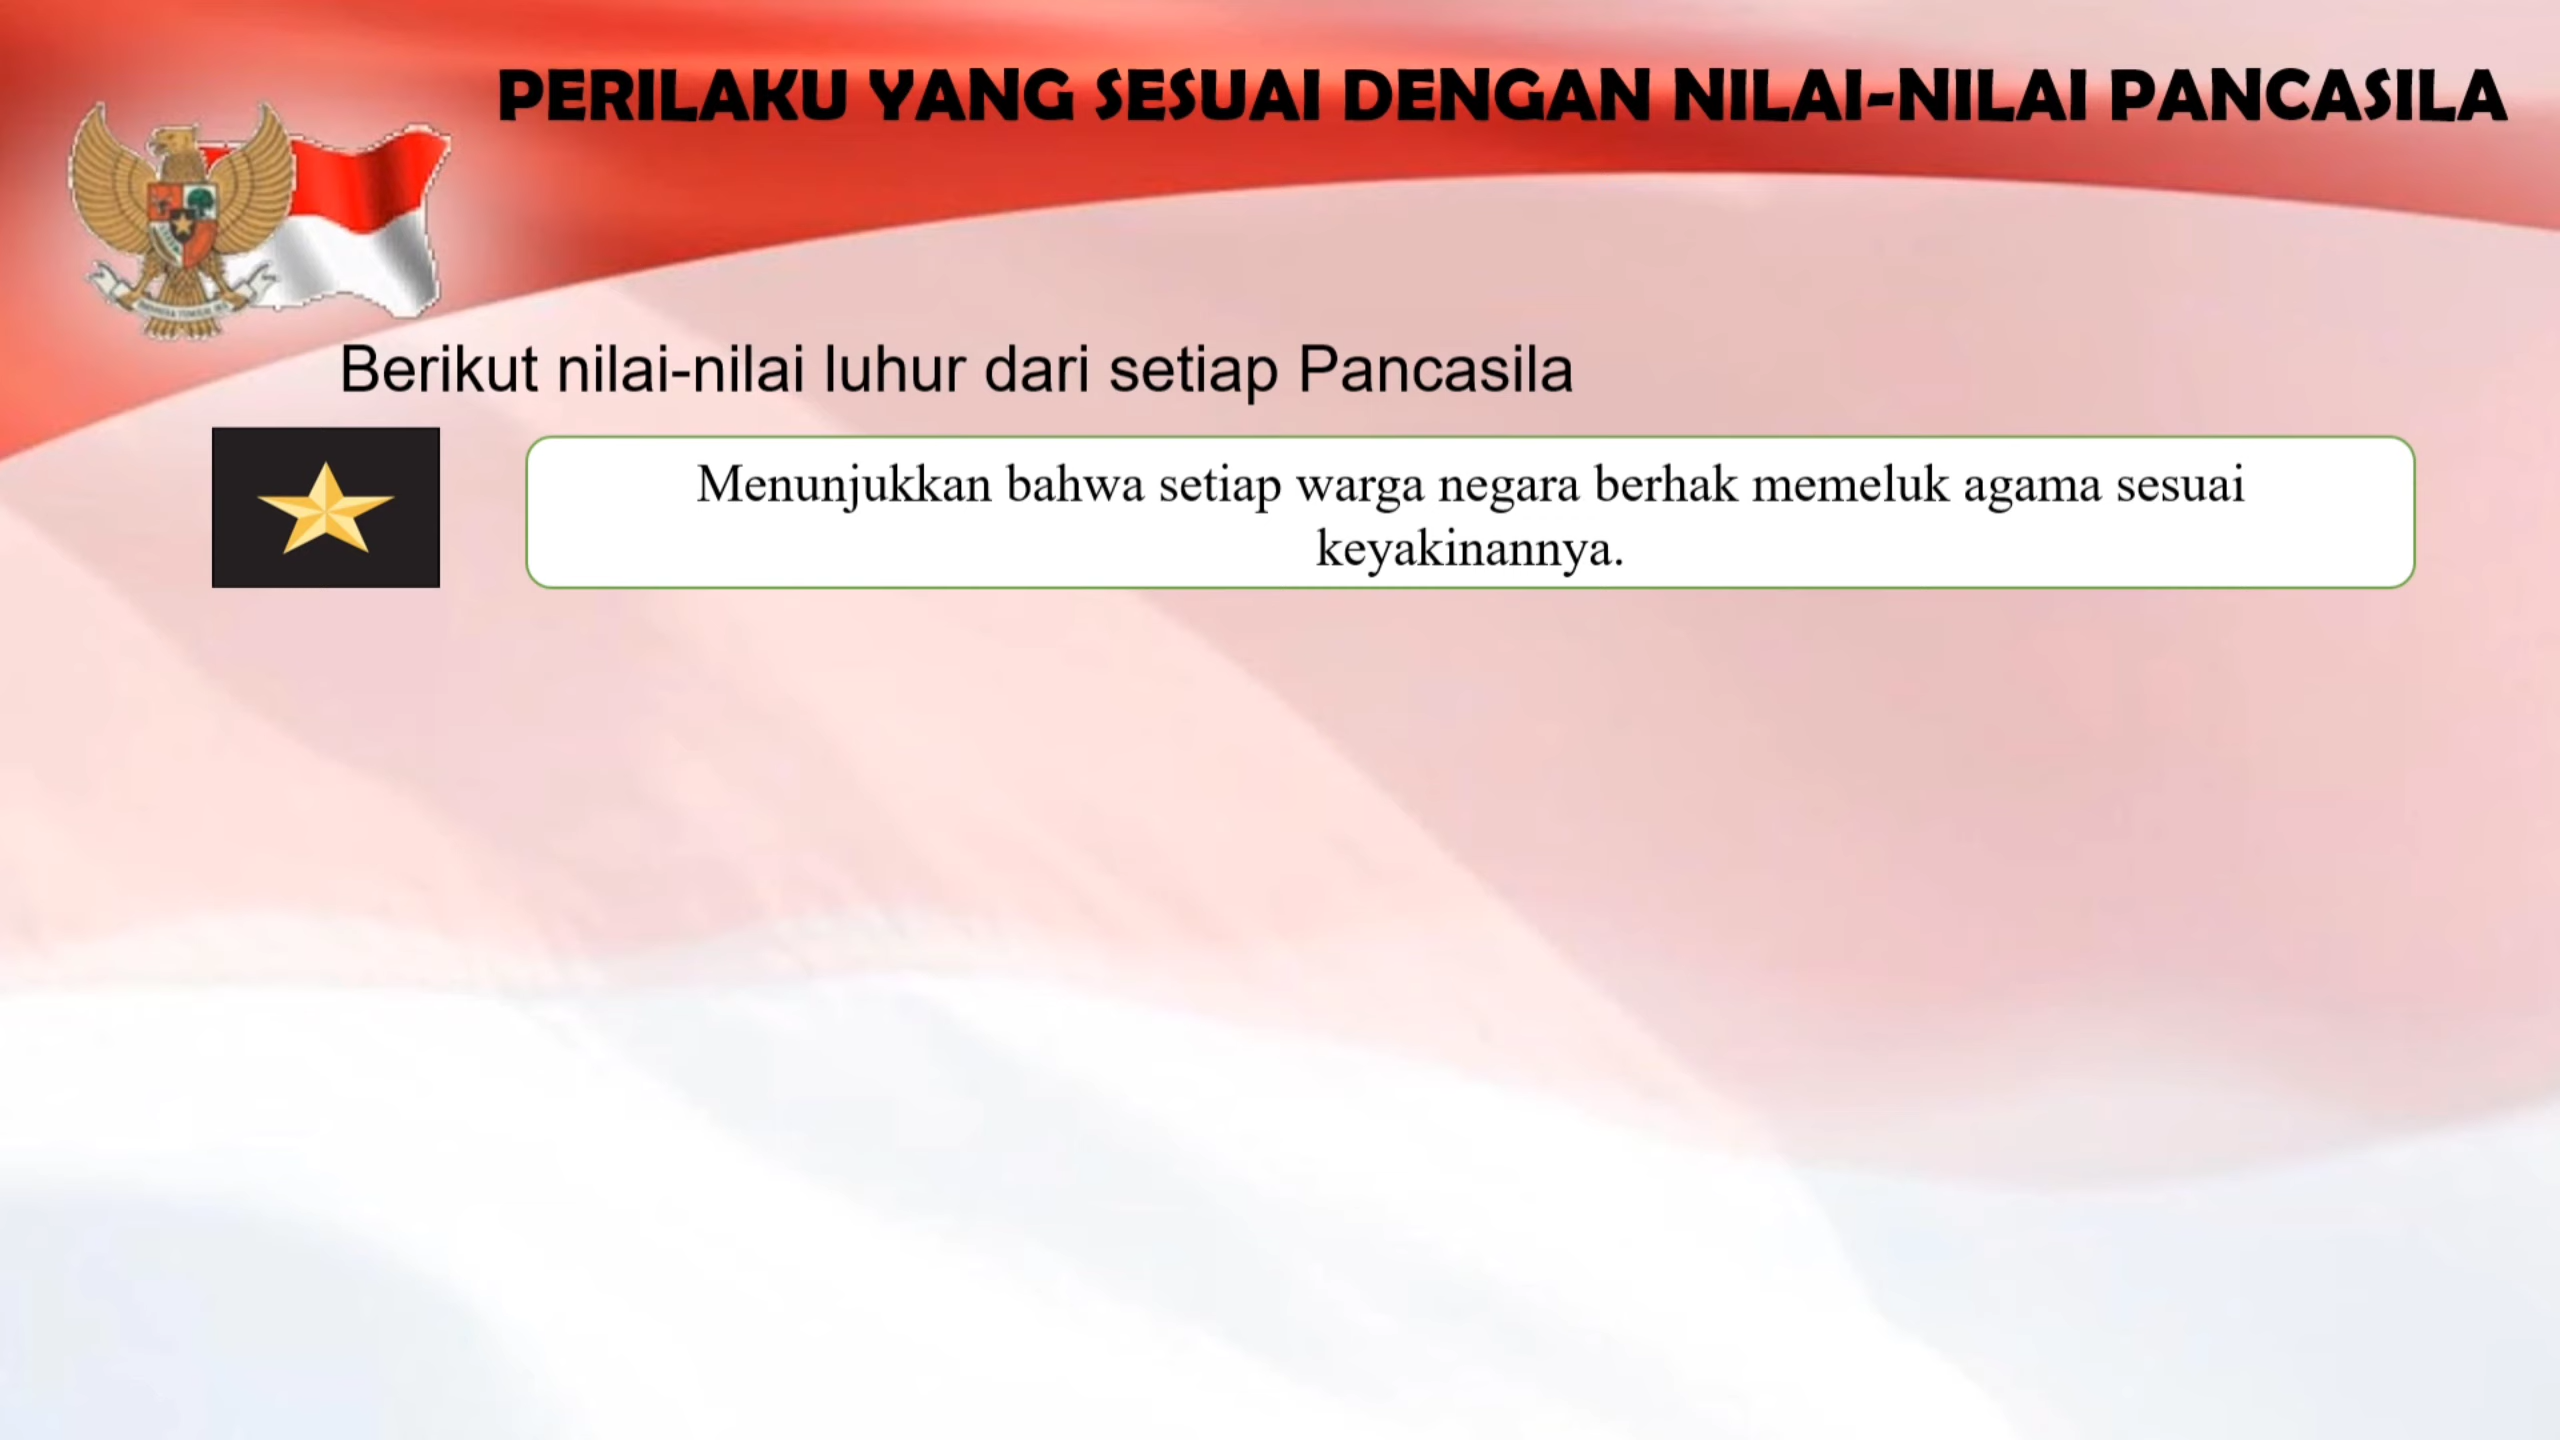 PERILAKU YANG SESUAI DENGAN NILAI-NILAI PANCASILA
Berikut nilai-nilai luhur dari setiap Pancasila
Menunjukkan bahwa setiap warga negara berhak memeluk agama sesuai
keyakinannya.